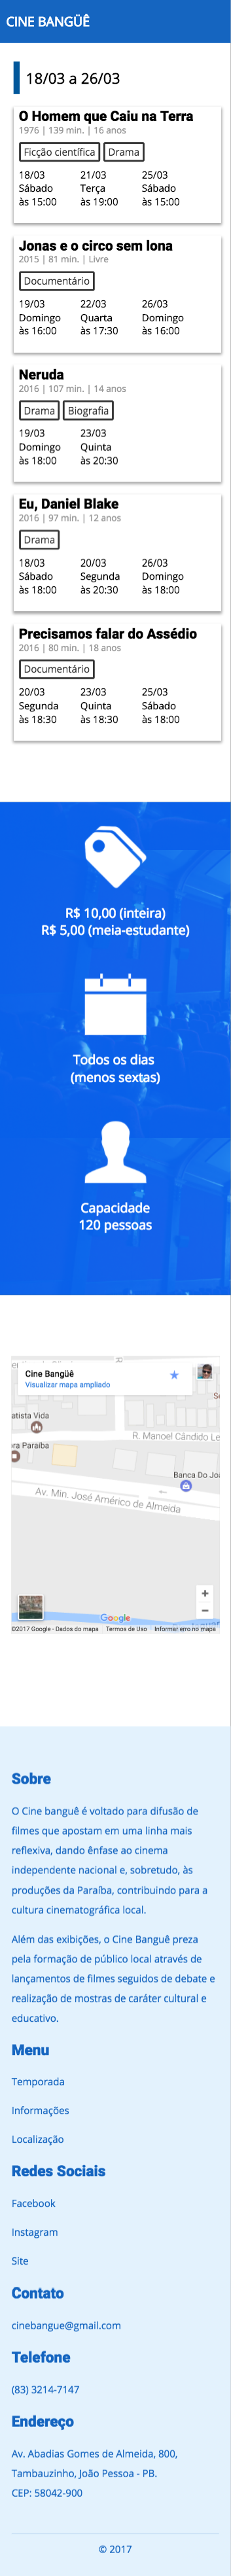 CINE BANGÜÊ
18/03 a 26/03
O Homem que Caiu na Terra
1976 | 139 min. | 16 anos
Ficção científica Drama
18/03 21/03 25/03
Sábado Terça Sábado
às 15:00 às 19:00 às 15:00
Jonas e o circo sem lona
2015 | 81 min. | Livre
Documentário
19/03 22/03 26/03
Domingo Quarta Domingo
às 16:00 às 17:30 às 16:00
Neruda
2016 | 107 min. | 14 anos
Drama Biografia
19/03 23/03
Domingo Quinta
às 18:00 às 20:30
Eu, Daniel Blake
2016 | 97 min. | 12 anos
Drama
18/03 20/03 26/03
Sábado Segunda Domingo
às 18:00 às 20:30 às 18:00
Precisamos falar do Assédio
2016 | 80 min. | 18 anos
Documentário
20/03 23/03 25/03
Segunda Quinta Sábado
às 18:30 às 18:30 às 18:00
R$ 10,00 (inteira)
R$ 5,00 (meia-estudante)
Todos os dias
(menos sextas)
Capacidade
120 pessoas
Cine Bangüê
Visualizar mapa ampliado
atista Vida
R. Manoel Cândido Le
ra Paraíba
Banca Do Joa
Av. Min. José Américo de Almeida
Google
©2017 Google - Dados do mapa Termos de Uso Informar erro no mapa
Sobre
O Cine banguê é voltado para difusão de
filmes que apostam em uma linha mais
reflexiva, dando ênfase ao cinema
independente nacional e, sobretudo, às
produções da Paraíba, contribuindo para a
cultura cinematográfica local.
Além das exibições, o Cine Banguê preza
pela formação de público local através de
lançamentos de filmes seguidos de debate e
realização de mostras de caráter cultural e
educativo.
Menu
Temporada
Informações
Localização
Redes Sociais
Facebook
Instagram
Site
Contato
cinebangue@gmail.com
Telefone
(83) 3214-7147
Endereço
Av. Abadias Gomes de Almeida, 800,
Tambauzinho, João Pessoa - PB.
CEP: 58042-900
© 2017